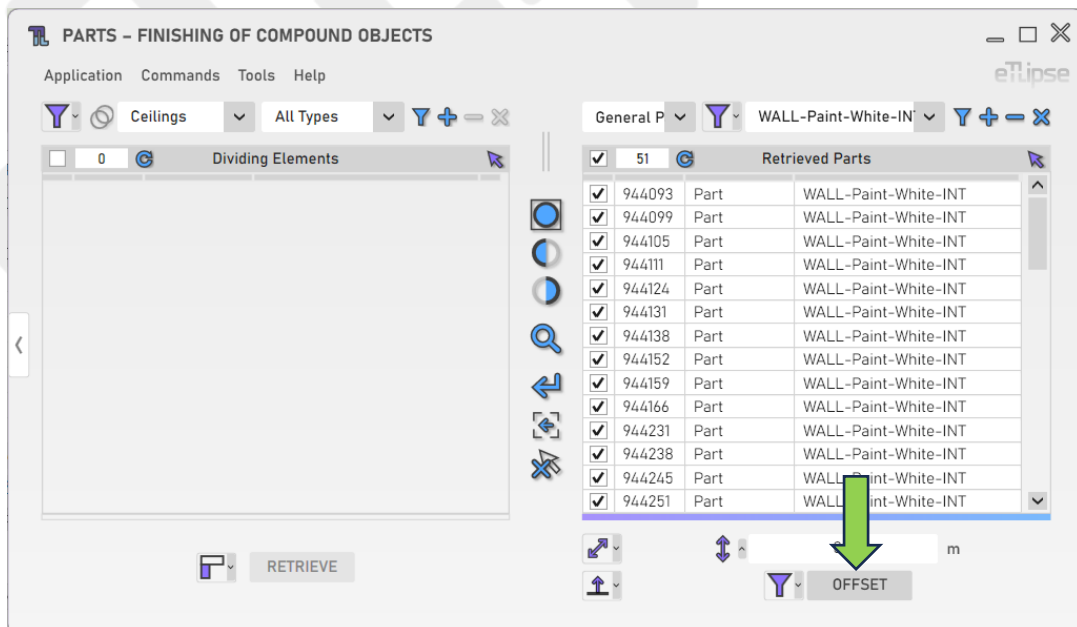 PARTS – FINISHING OF COMPOUND OBJECTS
Application Commands Tools Help
eTLipse
Ceilings All Types
General P WALL-Paint-White-IN
0 Dividing Elements
51 Retrieved Parts
944093 Part WALL-Paint-White-INT
944099 Part WALL-Paint-White-INT
944105 Part WALL-Paint-White-INT
944111 Part WALL-Paint-White-INT
944124 Part WALL-Paint-White-INT
944131 Part WALL-Paint-White-INT
944138 Part WALL-Paint-White-INT
944152 Part WALL-Paint-White-INT
944159 Part WALL-Paint-White-INT
944166 Part WALL-Paint-White-INT
944231 Part WALL-Paint-White-INT
944238 Part WALL-Paint-White-INT
944245 Part WALL-Paint-White-INT
944251 Part WALL-Paint-White-INT
m
RETRIEVE
OFFSET